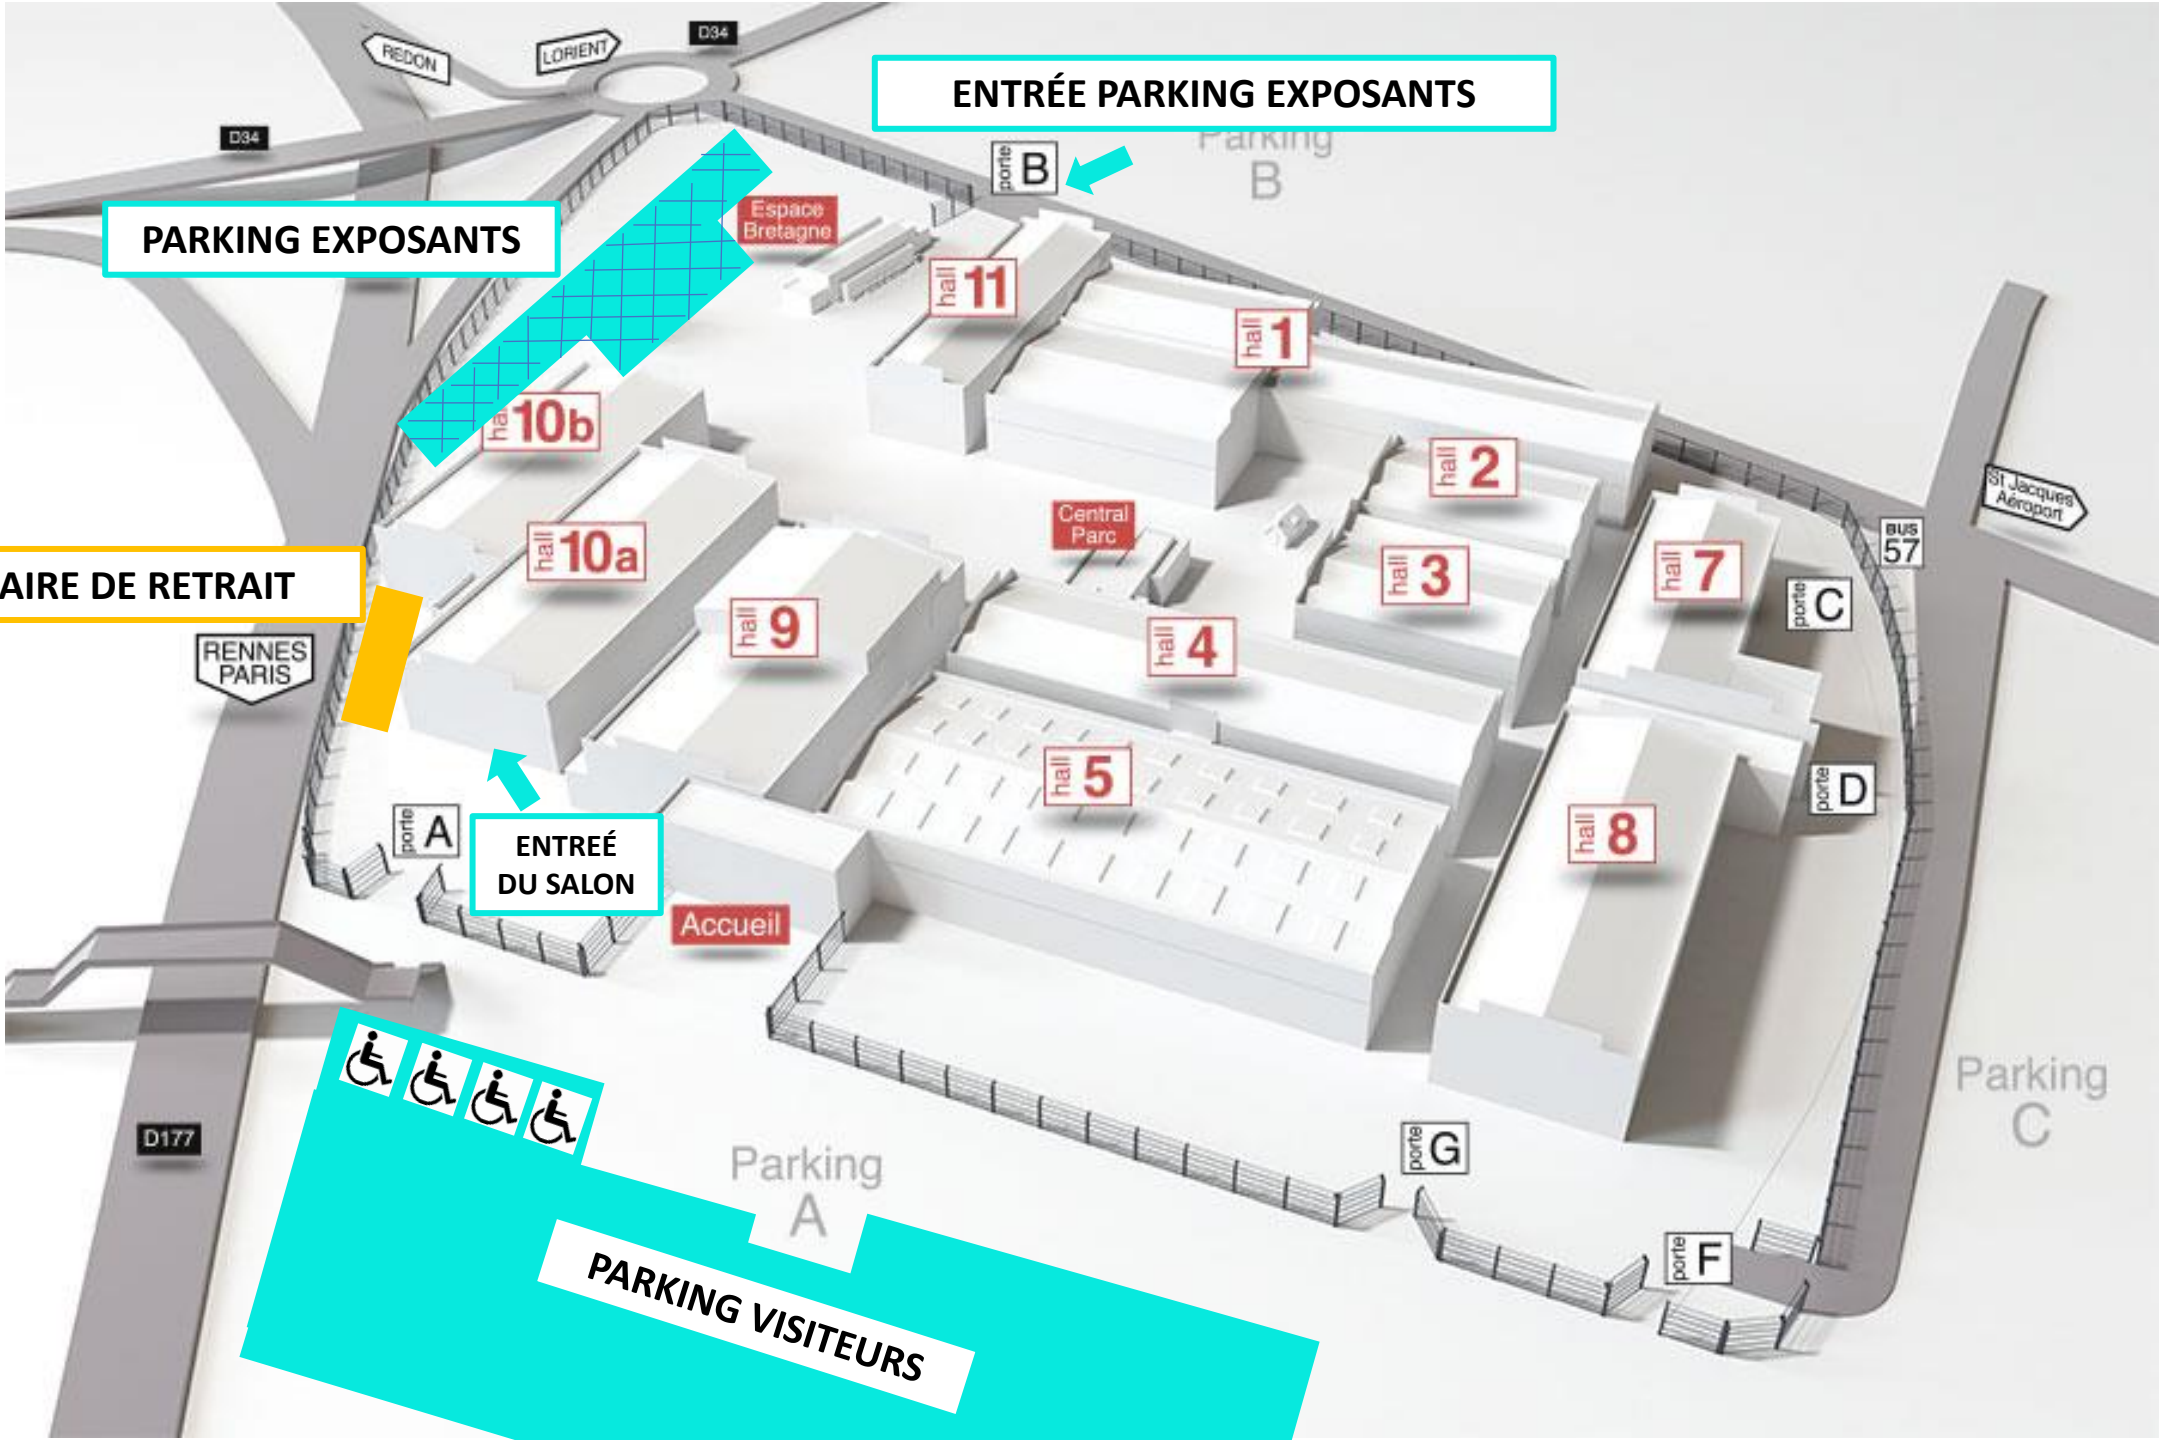 D34
REDON
LORIENT
ENTRÉE PARKING EXPOSANTS
D34
Parking
B
porte B
PARKING EXPOSANTS
Espace
Bretagne
hall 11
hall 1
hall 10b
hall 2
St Jacques
Aéroport
Central
Parc
BUS
57
hall 10a
hall 3
hall 7
AIRE DE RETRAIT
porte C
hall 9
hall 4
RENNES
PARIS
hall 5
porte D
porte A
hall 8
ENTREÉ
DU SALON
Accueil
Parking
C
D177
porte G
Parking
A
porte F
PARKING VISITEURS